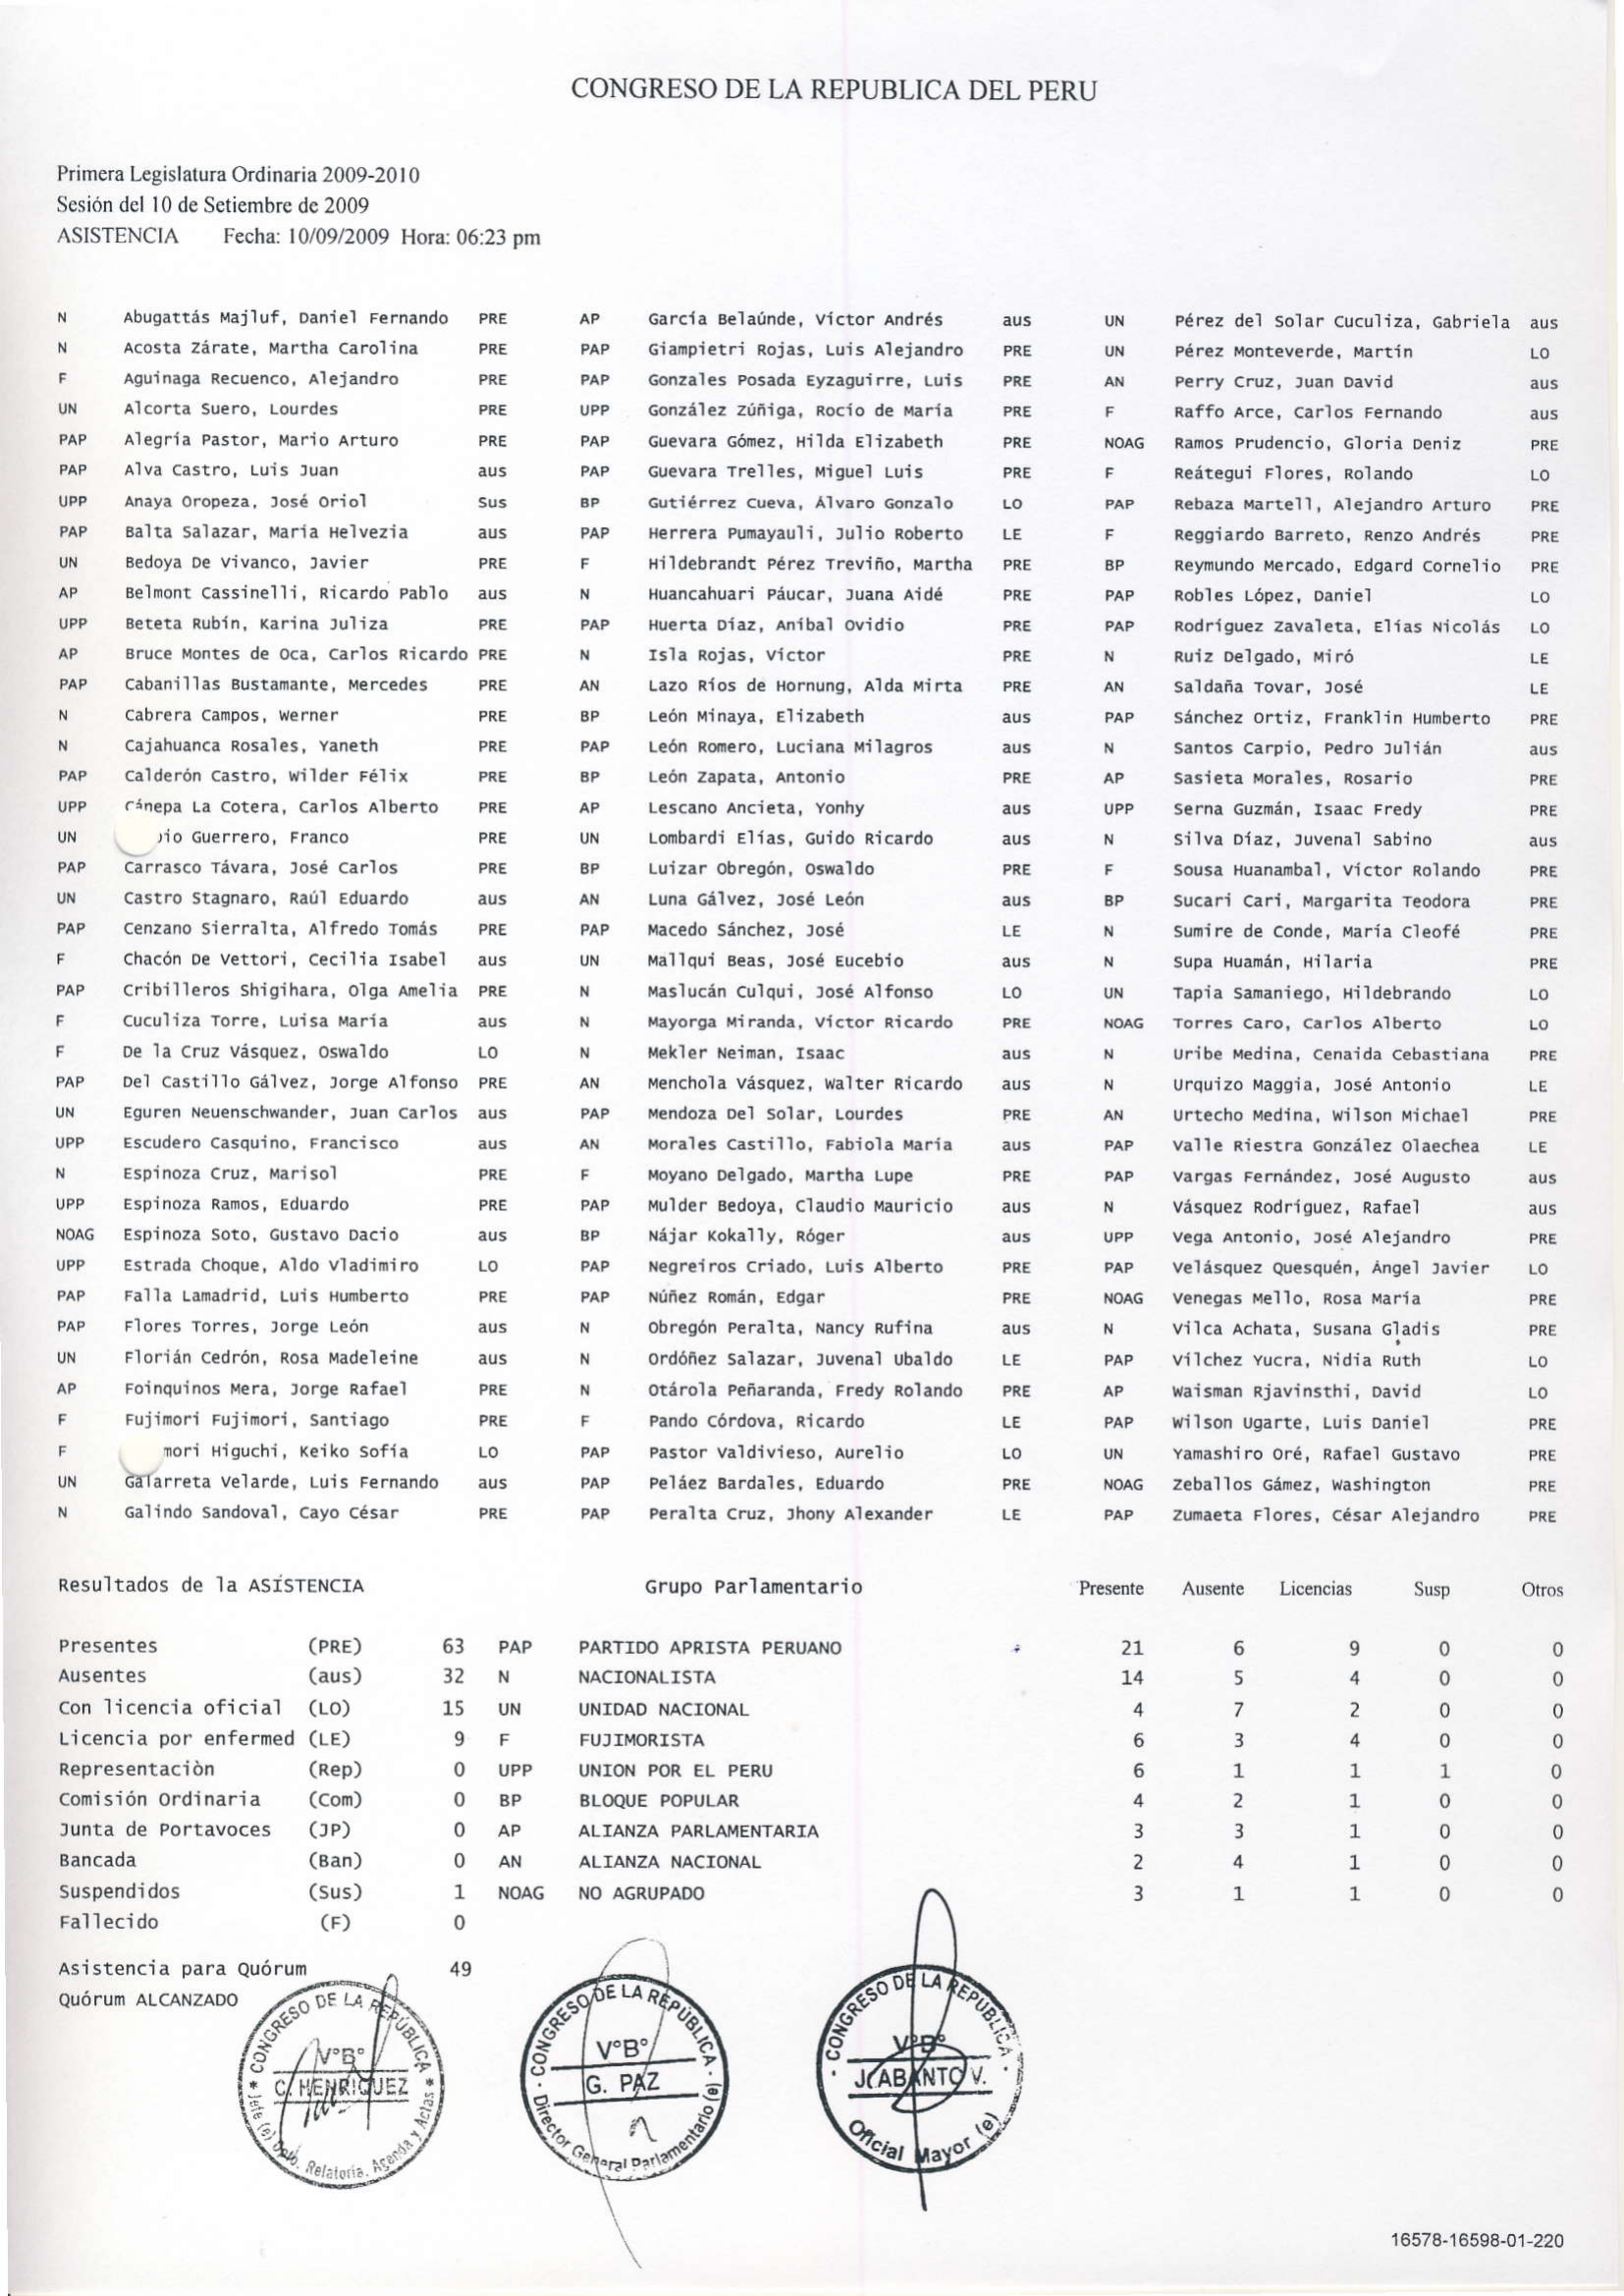 CONGRESO DE LA REPUBLICA DEL PERU
Primera Legislatura Ordinaria 2009-2010
Sesión del 10 de Setiembre de 2009
ASISTENCIA Fecha: 10/09/2009 Hora: 06:23 pm
N Abugattás Majluf, Daniel Fernando PRE AP García Belaúnde, Víctor Andrés aus UN Pérez del Solar Cuculiza, Gabriela aus
N Acosta Zárate, Martha Carolina PRE PAP Giampietri Rojas, Luis Alejandro PRE UN Pérez Monteverde, Martín LO
F Aguinaga Recuenco, Alejandro PRE PAP Gonzales Posada Eyzaguirre, Luis PRE AN Perry Cruz, Juan David aus
UN Alcorta Suero, Lourdes PRE UPP González Zúñiga, Rocío de María PRE F Raffo Arce, Carlos Fernando aus
PAP Alegría Pastor, Mario Arturo PRE PAP Guevara Gómez, Hilda Elizabeth PRE NOAG Ramos Prudencio, Gloria Deniz PRE
PAP Alva Castro, Luis Juan aus PAP Guevara Trelles, Miguel Luis PRE F Reátegui Flores, Rolando LO
UPP Anaya Oropeza, José Oriol Sus BP Gutiérrez Cueva, Álvaro Gonzalo LO PAP Rebaza Martell, Alejandro Arturo PRE
PAP Balta Salazar, María Helvezia aus PAP Herrera Pumayauli, Julio Roberto LE F Reggiardo Barreto, Renzo Andrés PRE
UN Bedoya De Vivanco, Javier PRE F Hildebrandt Pérez Treviño, Martha PRE BP Reymundo Mercado, Edgard Cornelio PRE
AP Belmont Cassinelli, Ricardo Pablo aus N Huancahuari Páucar, Juana Aidé PRE PAP Robles López, Daniel LO
UPP Beteta Rubín, Karina Juliza PRE PAP Huerta Díaz, Aníbal Ovidio PRE PAP Rodríguez Zavaleta, Elías Nicolás LO
AP Bruce Montes de Oca, Carlos Ricardo PRE N Isla Rojas, Víctor PRE N Ruiz Delgado, Miró LE
PAP Cabanillas Bustamante, Mercedes PRE AN Lazo Ríos de Hornung, Alda Mirta PRE AN Saldaña Tovar, José LE
N Cabrera Campos, Werner PRE BP León Minaya, Elizabeth aus PAP Sánchez Ortiz, Franklin Humberto PRE
N Cajahuanca Rosales, Yaneth PRE PAP León Romero, Luciana Milagros aus N Santos Carpio, Pedro Julián aus
PAP Calderón Castro, Wilder Félix PRE BP León Zapata, Antonio PRE AP Sasieta Morales, Rosario PRE
UPP Cánepa La Cotera, Carlos Alberto PRE AP Lescano Ancieta, Yonhy aus UPP Serna Guzmán, Isaac Fredy PRE
UN Guerrero, Franco PRE UN Lombardi Elías, Guido Ricardo aus N Silva Díaz, Juvenal Sabino aus
PAP Carrasco Távara, José Carlos PRE BP Luizar Obregón, Oswaldo PRE F Sousa Huanambal, Víctor Rolando PRE
UN Castro Stagnaro, Raúl Eduardo aus AN Luna Gálvez, José León aus BP Sucari Cari, Margarita Teodora PRE
PAP Cenzano Sierralta, Alfredo Tomás PRE PAP Macedo Sánchez, José LE N Sumire de Conde, María Cleofé PRE
F Chacón De Vettori, Cecilia Isabel aus UN Mallqui Beas, José Eucebio aus N Supa Huamán, Hilaria PRE
PAP Cribilleros Shigihara, Olga Amelia PRE N Maslucán Culqui, José Alfonso LO UN Tapia Samaniego, Hildebrando LO
F Cuculiza Torre, Luisa María aus N Mayorga Miranda, Víctor Ricardo PRE NOAG Torres Caro, Carlos Alberto LO
F De la Cruz Vásquez, Oswaldo LO N Mekler Neiman, Isaac aus N Uribe Medina, Cenaida Cebastiana PRE
PAP Del Castillo Gálvez, Jorge Alfonso PRE AN Menchola Vásquez, Walter Ricardo aus N Urquizo Maggia, José Antonio LE
UN Eguren Neuenschwander, Juan Carlos aus PAP Mendoza Del Solar, Lourdes PRE AN Urtecho Medina, Wilson Michael PRE
UPP Escudero Casquino, Francisco aus AN Morales Castillo, Fabiola María aus PAP Valle Riestra González Olaechea LE
N Espinoza Cruz, Marisol PRE F Moyano Delgado, Martha Lupe PRE PAP Vargas Fernández, José Augusto aus
UPP Espinoza Ramos, Eduardo PRE PAP Mulder Bedoya, Claudio Mauricio aus N Vásquez Rodríguez, Rafael aus
NOAG Espinoza Soto, Gustavo Dacio aus BP Nájar Kokally, Róger aus UPP Vega Antonio, José Alejandro PRE
UPP Estrada Choque, Aldo Vladimiro LO PAP Negreiros Criado, Luis Alberto PRE PAP Velásquez Quesquén, Ángel Javier LO
PAP Falla Lamadrid, Luis Humberto PRE PAP Núñez Román, Edgar PRE NOAG Venegas Mello, Rosa María PRE
PAP Flores Torres, Jorge León aus N Obregón Peralta, Nancy Rufina aus N Vilca Achata, Susana Gladis PRE
UN Florián Cedrón, Rosa Madeleine aus N Ordóñez Salazar, Juvenal Ubaldo LE PAP Vílchez Yucra, Nidia Ruth LO
AP Foinquinos Mera, Jorge Rafael PRE N Otárola Peñaranda, Fredy Rolando PRE AP Waisman Rjavinsthi, David LO
F Fujimori Fujimori, Santiago PRE F Pando Córdova, Ricardo LE PAP Wilson Ugarte, Luis Daniel PRE
F mori Higuchi, Keiko Sofía LO PAP Pastor Valdivieso, Aurelio LO UN Yamashiro Oré, Rafael Gustavo PRE
UN Galarreta Velarde, Luis Fernando aus PAP Peláez Bardales, Eduardo PRE NOAG Zeballos Gámez, Washington PRE
N Galindo Sandoval, Cayo César PRE PAP Peralta Cruz, Jhony Alexander LE PAP Zumaeta Flores, César Alejandro PRE
Resultados de la ASISTENCIA Grupo Parlamentario Presente Ausente Licencias Susp Otros
Presentes (PRE) 63 PAP PARTIDO APRISTA PERUANO 21 6 9 0 0
Ausentes (aus) 32 N NACIONALISTA 14 5 4 0 0
Con licencia oficial (LO) 15 UN UNIDAD NACIONAL 4 7 2 0 0
Licencia por enfermed (LE) 9 F FUJIMORISTA 6 3 4 0 0
Representaciòn (Rep) 0 UPP UNION POR EL PERU 6 1 1 1 0
Comisión Ordinaria (Com) 0 BP BLOQUE POPULAR 4 2 1 0 0
Junta de Portavoces (JP) 0 AP ALIANZA PARLAMENTARIA 3 3 1 0 0
Bancada (Ban) 0 AN ALIANZA NACIONAL 2 4 1 0 0
Suspendidos (Sus) 1 NOAG NO AGRUPADO 3 1 1 0 0
Fallecido (F) 0
Asistencia para Quórum 49
Quórum ALCANZADO
CONGRESO DE LA REPÚBLICA
V°B°
C. HENRIQUEZ
Jefe (e) Dpto. Relatoria, Agenda y Actas
CONGRESO DE LA REPÚBLICA
V°B°
G. PAZ
Director General Parlamentario (e)
CONGRESO DE LA REPUBLICA
V°B°
J. ABANTO V.
Oficial Mayor (e)
16578-16598-01-220